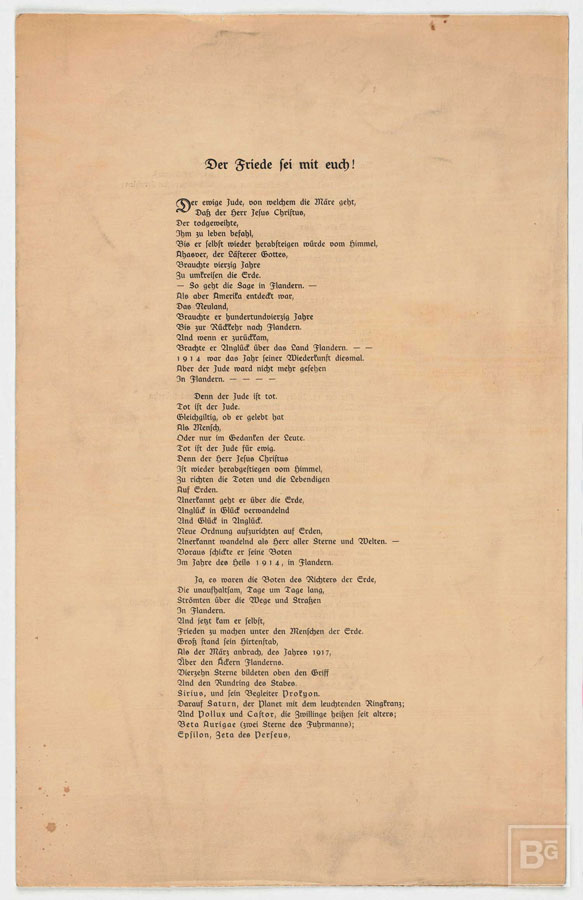 Der Friede sei mit euch!
Der ewige Jude, von welchem die Märe geht,
Daß der Herr Jesus Christus,
Der todgeweihte,
Ihm zu leben befahl,
Bis er selbst wieder herabsteigen würde vom Himmel,
Ahasver, der Lästerer Gottes,
Brauchte vierzig Jahre
Zu umkreisen die Erde.
— So geht die Sage in Flandern. —
Als aber Amerika entdeckt war,
Das Neuland,
Brauchte er hundertundvierzig Jahre
Bis zur Rückkehr nach Flandern.
Und wenn er zurückkam,
Brachte er Unglück über das Land Flandern. — —
1914 war das Jahr seiner Wiederkunft diesmal.
Aber der Jude ward nicht mehr gesehen
In Flandern. — — — —
Denn der Jude ist tot.
Tot ist der Jude.
Gleichgiltig, ob er gelebt hat
Als Mensch,
Oder nur im Gedanken der Leute.
Tot ist der Jude für ewig.
Denn der Herr Jesus Christus
Ist wieder herabgestiegen vom Himmel,
Zu richten die Toten und die Lebendigen
Auf Erden.
Unerkannt geht er über die Erde,
Unglück in Glück verwandelnd
Und Glück in Unglück.
Neue Ordnung aufzurichten auf Erden,
Unerkannt wandelnd als Herr aller Sterne und Welten. —
Voraus schickte er seine Boten
Im Jahre des Heils 1914, in Flandern.
Ja, es waren die Boten des Richters der Erde,
Die unaufhaltsam, Tage um Tage lang,
Strömten über die Wege und Straßen
In Flandern.
Und jetzt kam er selbst,
Frieden zu machen unter den Menschen der Erde.
Groß stand sein Hirtenstab,
Als der März anbrach, des Jahres 1917,
Über den Äckern Flanderns.
Vierzehn Sterne bildeten oben den Griff
Und den Rundring des Stabes.
Sirius, und sein Begleiter Prokyon.
Darauf Saturn, der Planet mit dem leuchtenden Ringkranz;
Und Pollux und Castor, die Zwillinge heißen seit alters;
Beta Aurigae (zwei Sterne des Fuhrmanns);
Epsilon, Zeta des Perseus,
BG